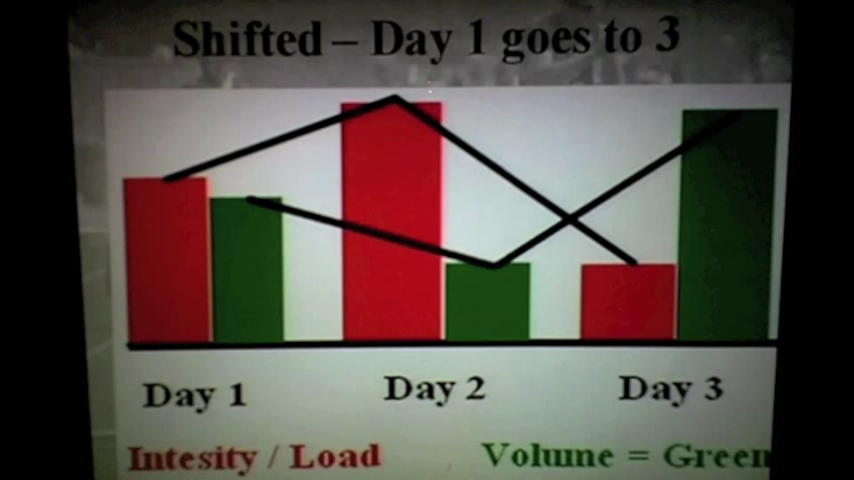 Shifted – Day 1 goes to 3
Day 1 Day 2 Day 3
Intesity / Load Volume = Green